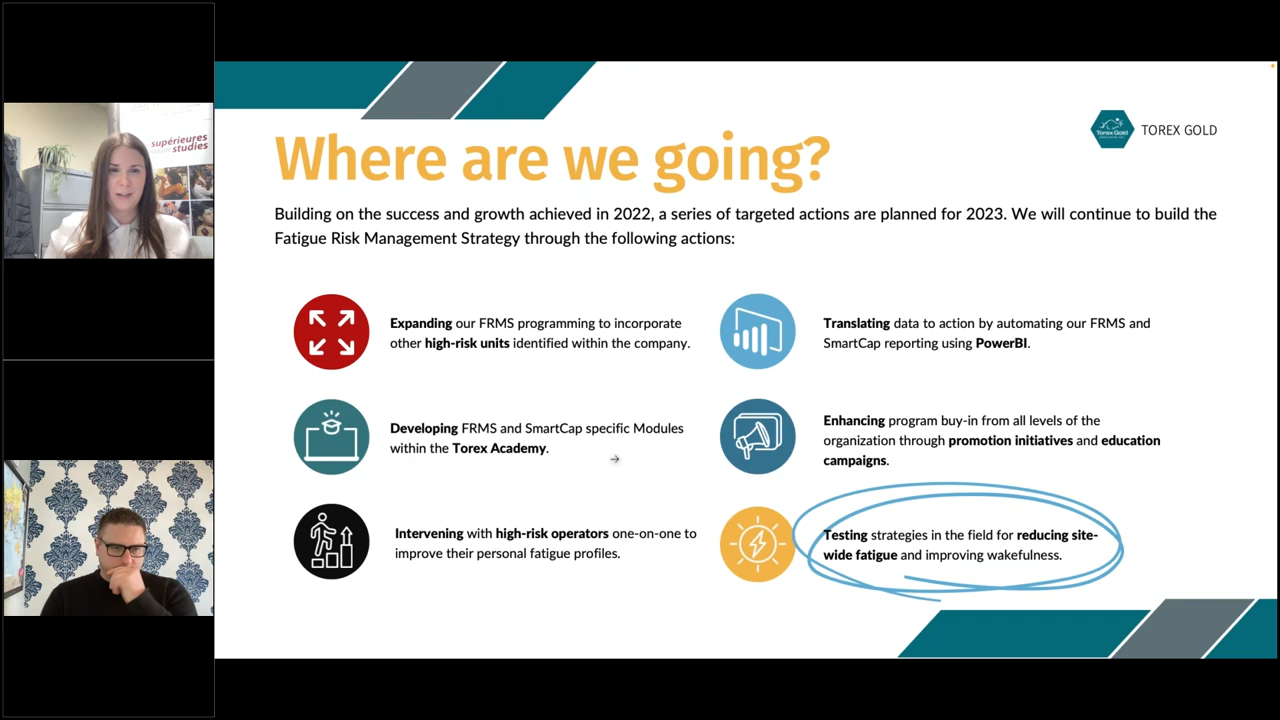 supérieures
studies
Torex Gold
TOREX GOLD
Where are we going?
Building on the success and growth achieved in 2022, a series of targeted actions are planned for 2023. We will continue to build the
Fatigue Risk Management Strategy through the following actions:
Expanding our FRMS programming to incorporate
other high-risk units identified within the company.
Developing FRMS and SmartCap specific Modules
within the Torex Academy.
Intervening with high-risk operators one-on-one to
improve their personal fatigue profiles.
Translating data to action by automating our FRMS and
SmartCap reporting using PowerBI.
Enhancing program buy-in from all levels of the
organization through promotion initiatives and education
campaigns.
Testing strategies in the field for reducing site-
wide fatigue and improving wakefulness.